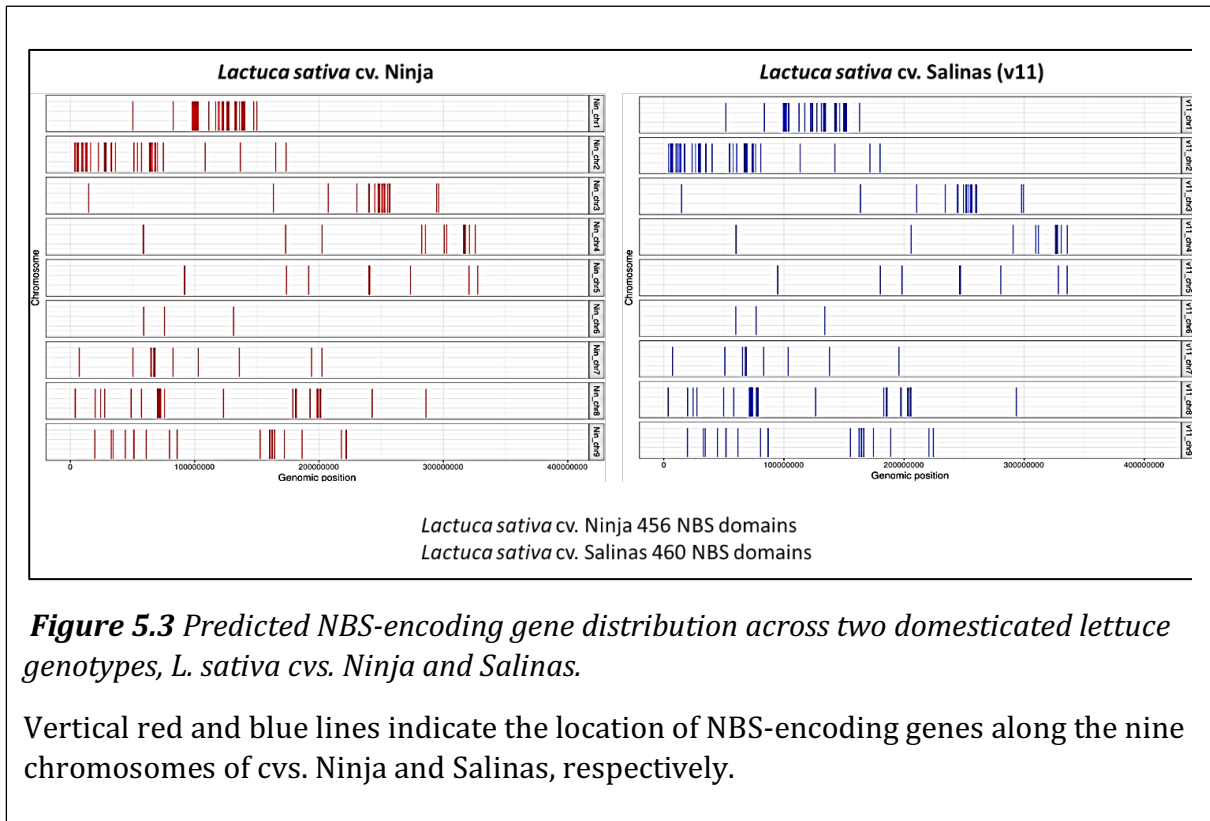 Lactuca sativa cv. Ninja
Nin_chr1
Nin_chr2
Nin_chr3
Nin_chr4
Nin_chr5
Nin_chr6
Nin_chr7
Nin_chr8
Nin_chr9
Chromosome
0 100000000 200000000 300000000 400000000
Genomic position
Lactuca sativa cv. Salinas (v11)
v11_chr1
v11_chr2
v11_chr3
v11_chr4
v11_chr5
v11_chr6
v11_chr7
v11_chr8
v11_chr9
Chromosome
0 100000000 200000000 300000000 400000000
Genomic position
Lactuca sativa cv. Ninja 456 NBS domains
Lactuca sativa cv. Salinas 460 NBS domains
Figure 5.3 Predicted NBS-encoding gene distribution across two domesticated lettuce
genotypes, L. sativa cvs. Ninja and Salinas.
Vertical red and blue lines indicate the location of NBS-encoding genes along the nine
chromosomes of cvs. Ninja and Salinas, respectively.